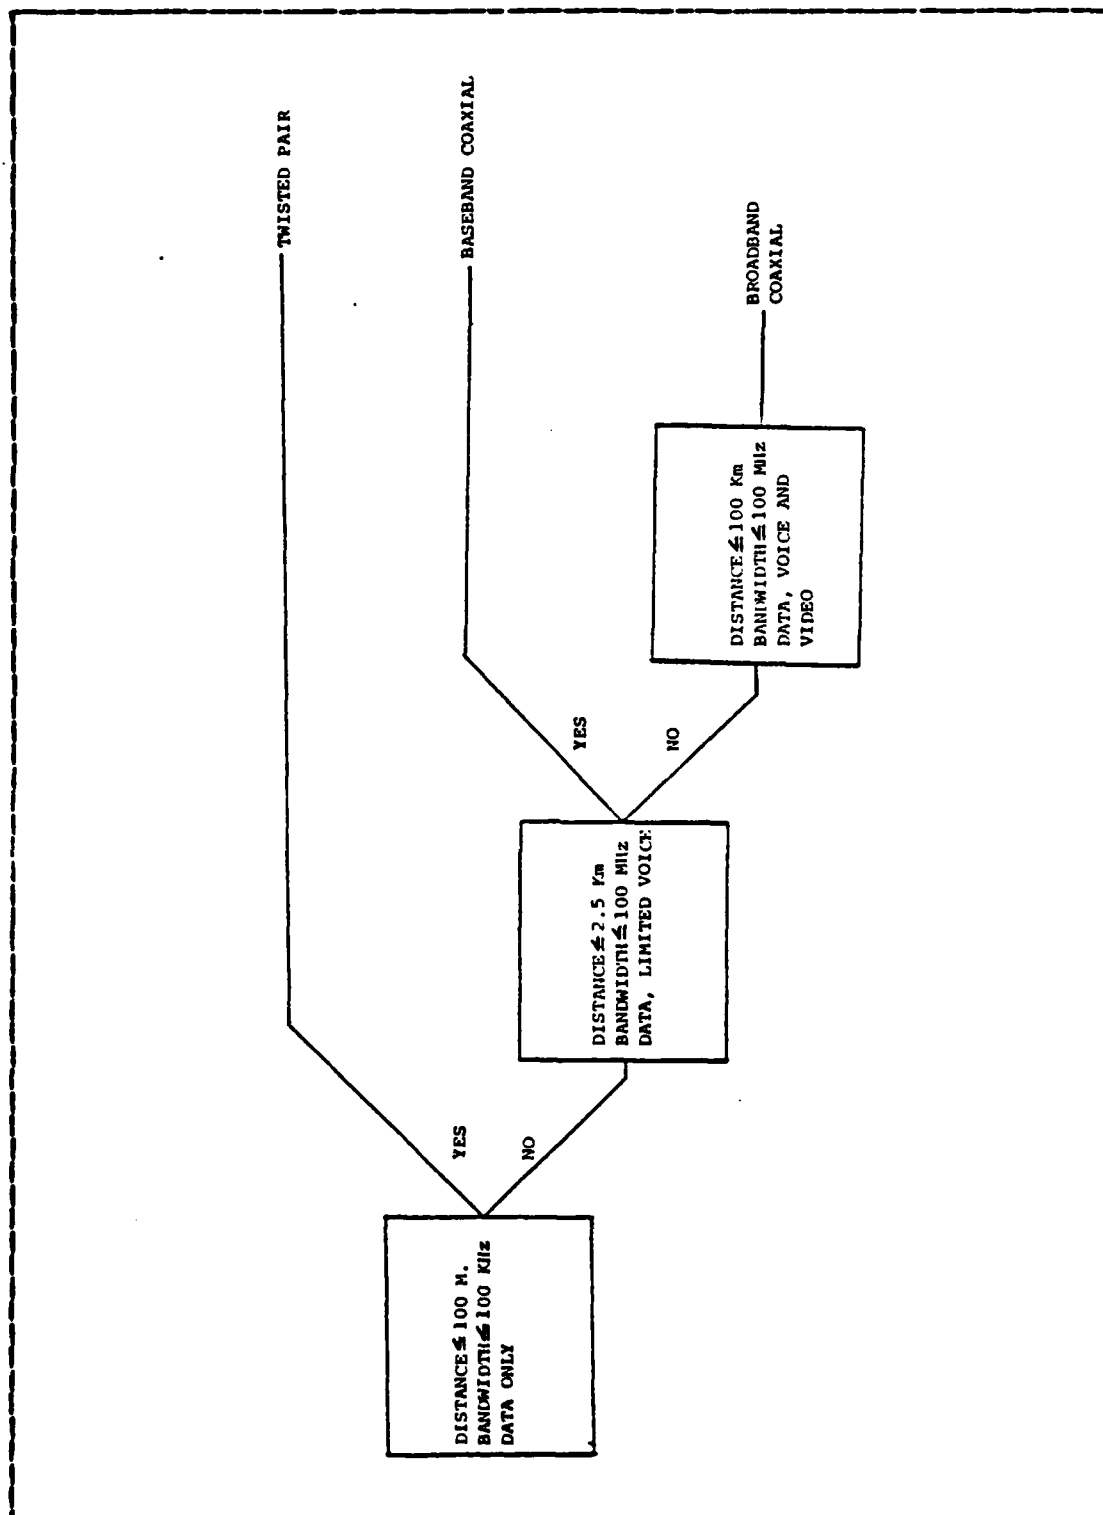 DISTANCE≤100 M.
BANDWIDTH≤100 KHz
DATA ONLY
YES
NO
TWISTED PAIR
DISTANCE≤2.5 Km
BANDWIDTH≤100 MHz
DATA, LIMITED VOICE
YES
NO
BASEBAND COAXIAL
DISTANCE≤100 Km
BANDWIDTH≤100 MHz
DATA, VOICE AND
VIDEO
BROADBAND
COAXIAL